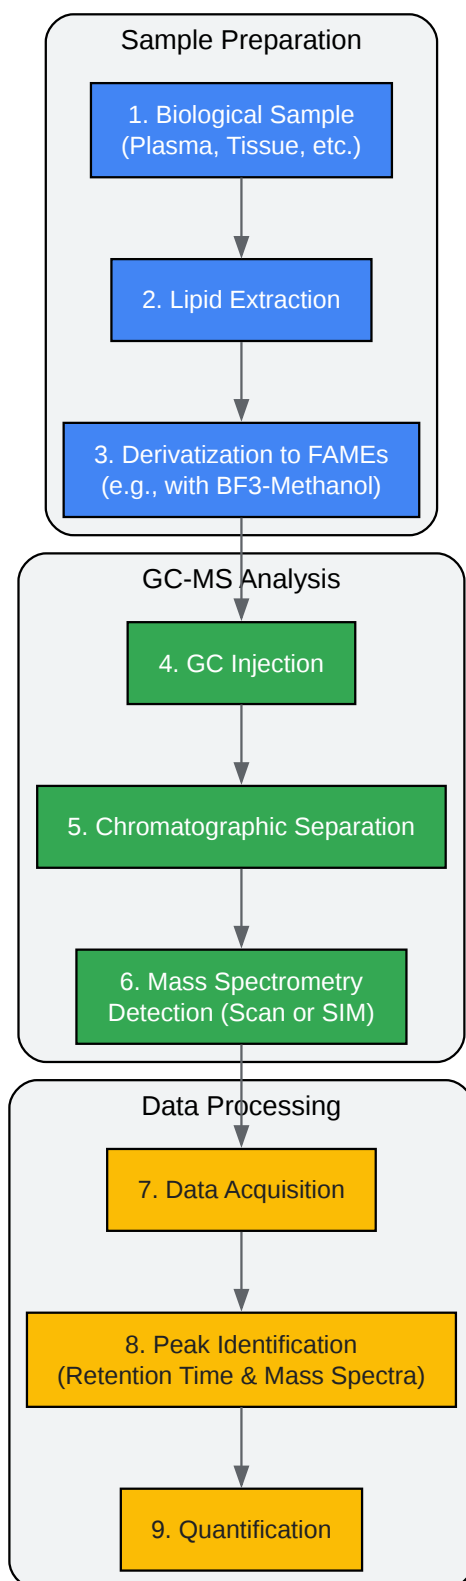 Sample Preparation
1. Biological Sample
(Plasma, Tissue, etc.)
2. Lipid Extraction
3. Derivatization to FAMEs
(e.g., with BF3-Methanol)
GC-MS Analysis
4. GC Injection
5. Chromatographic Separation
6. Mass Spectrometry
Detection (Scan or SIM)
Data Processing
7. Data Acquisition
8. Peak Identification
(Retention Time & Mass Spectra)
9. Quantification